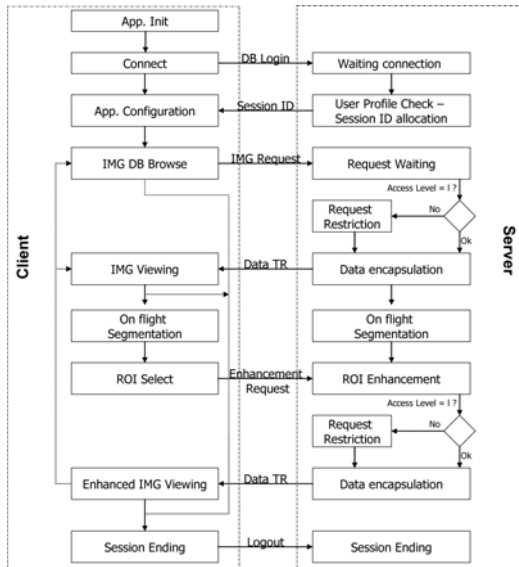 App. Init
Connect
DB Login
Waiting connection
App. Configuration
Session ID
User Profile Check –
Session ID allocation
IMG DB Browse
IMG Request
Request Waiting
Access Level = l ?
No
Request
Restriction
Ok
Client
Server
IMG Viewing
Data TR
Data encapsulation
On flight
Segmentation
On flight
Segmentation
ROI Select
Enhancement
Request
ROI Enhancement
Access Level = l ?
No
Request
Restriction
Ok
Enhanced IMG Viewing
Data TR
Data encapsulation
Session Ending
Logout
Session Ending